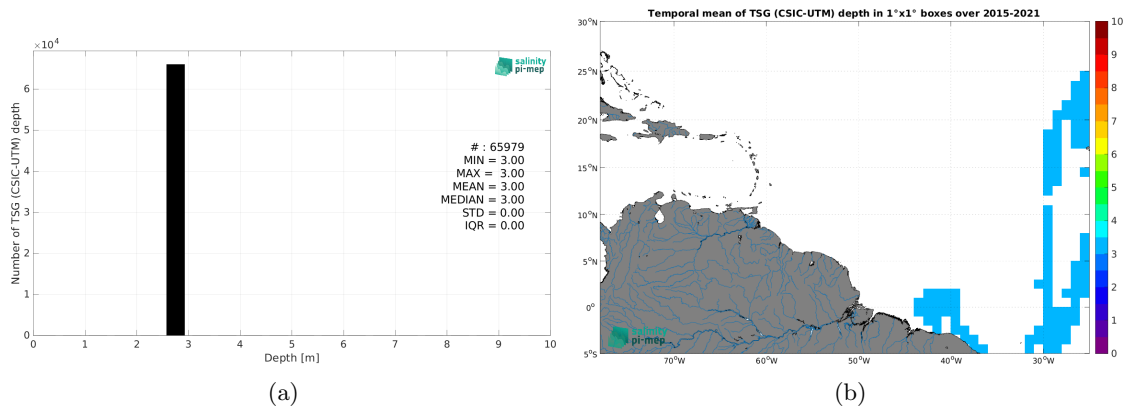 ×10⁴
6
5
4
3
2
1
0
Number of TSG (CSIC-UTM) depth
salinity
pi-mep
# : 65979
MIN = 3.00
MAX = 3.00
MEAN = 3.00
MEDIAN = 3.00
STD = 0.00
IQR = 0.00
0 1 2 3 4 5 6 7 8 9 10
Depth [m]
(a)
Temporal mean of TSG (CSIC-UTM) depth in 1°x1° boxes over 2015-2021
30°N
25°N
20°N
15°N
10°N
5°N
0°
5°S
salinity
pi-mep
70°W 60°W 50°W 40°W 30°W
10
9
8
7
6
5
4
3
2
1
0
(b)